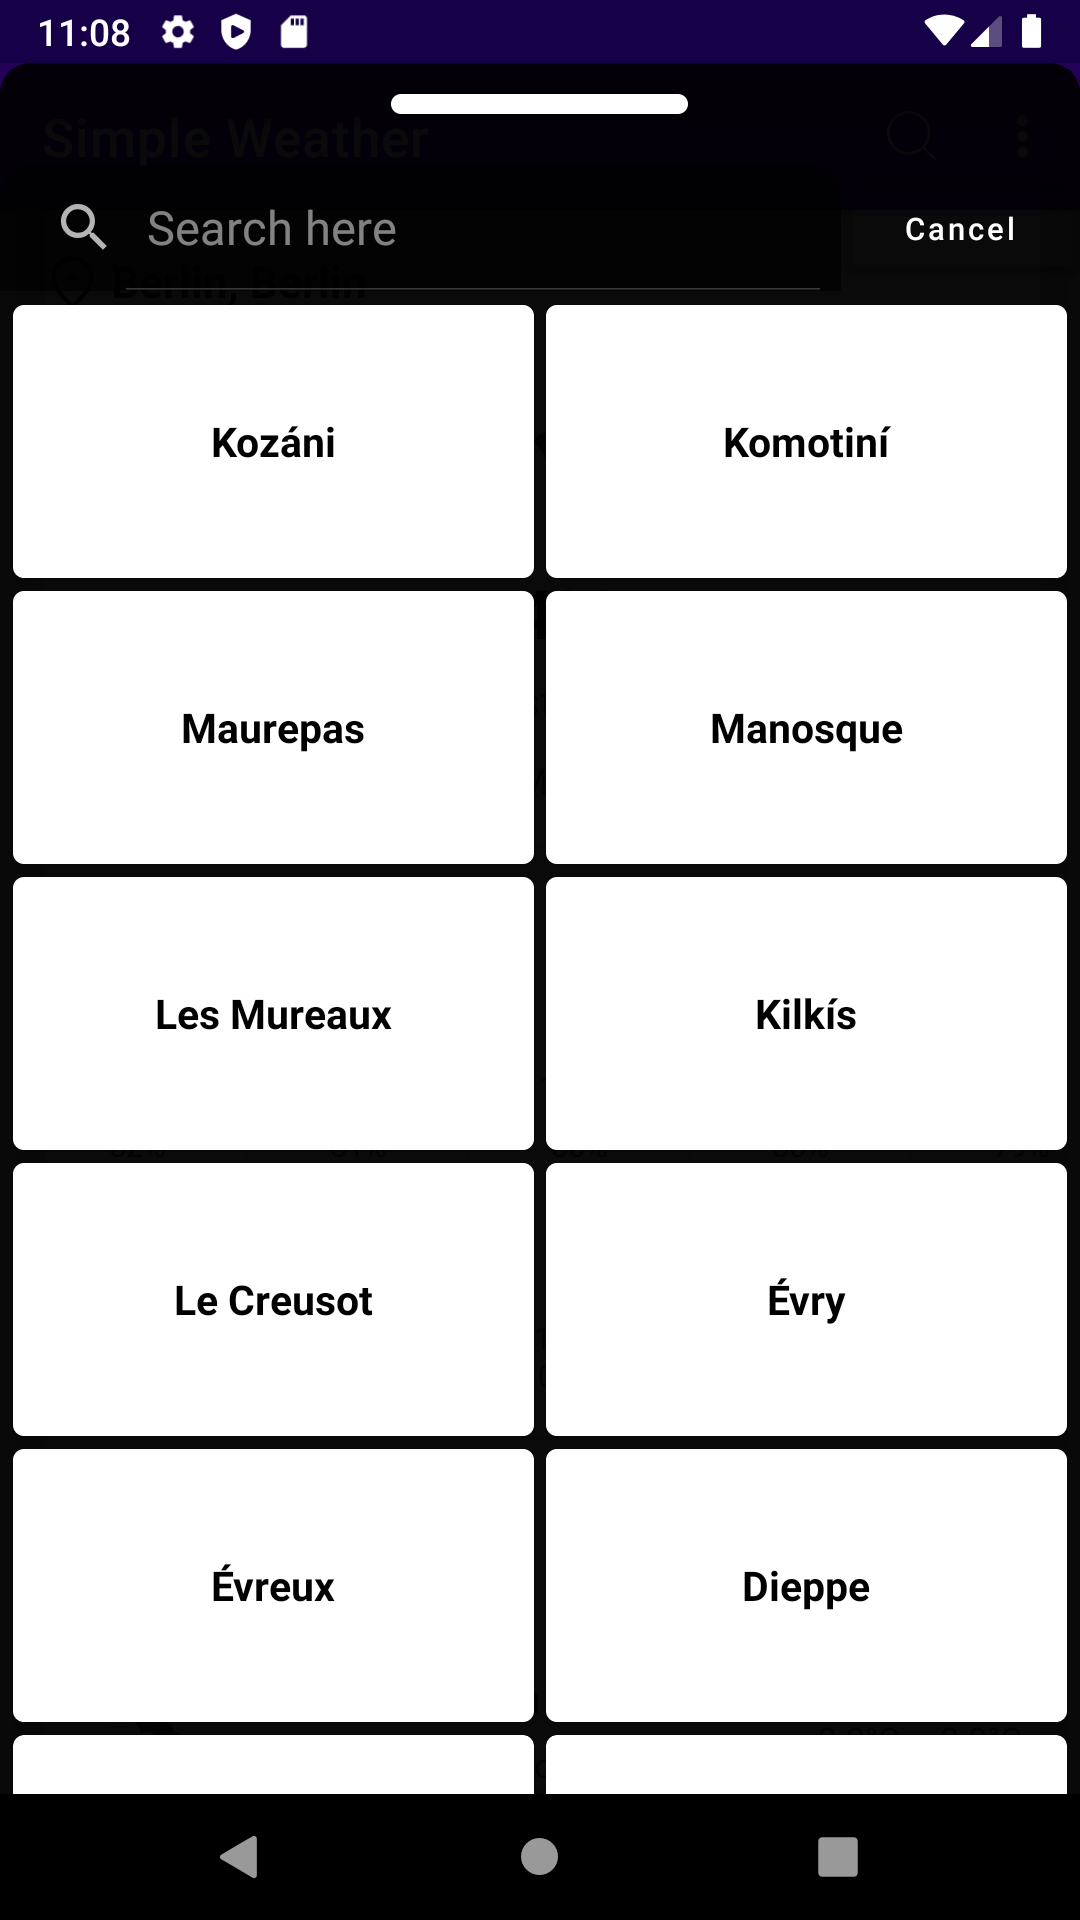 11:08
Simple Weather
Search here
Cancel
Berlin, Berlin
Kozáni
Komotiní
Maurepas
Manosque
Les Mureaux
Kilkís
Le Creusot
Évry
Évreux
Dieppe